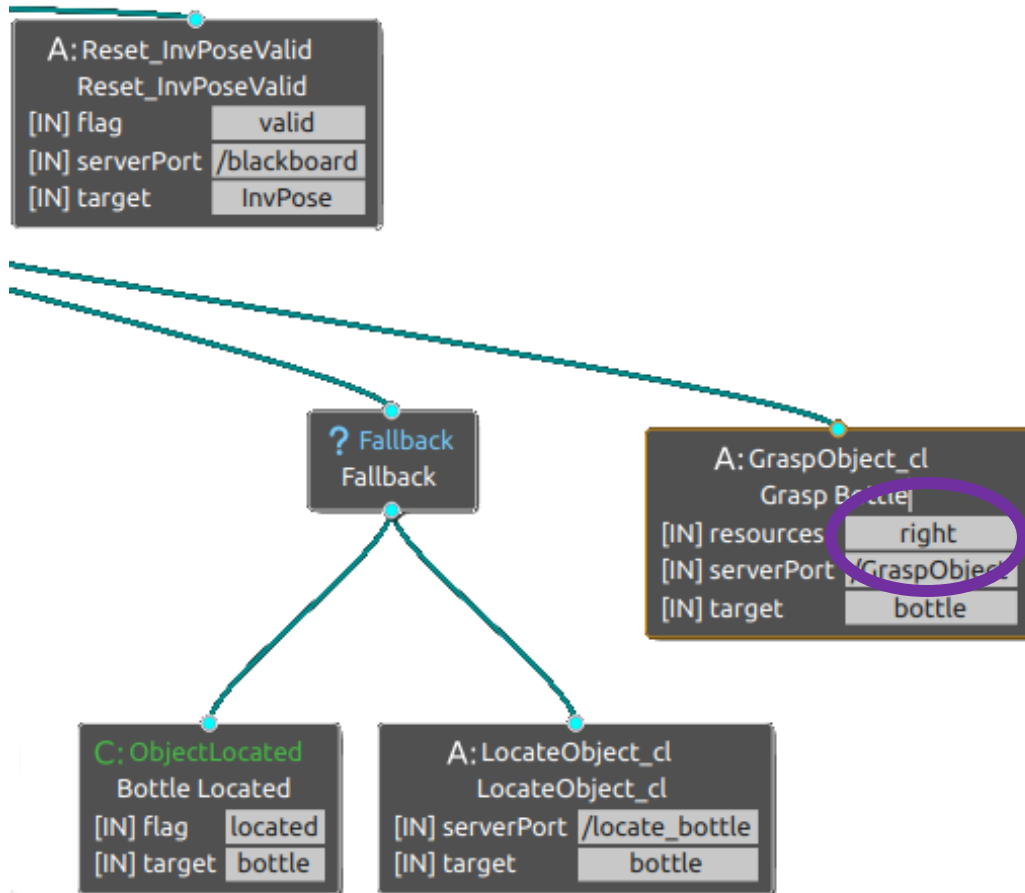 A: Reset_InvPoseValid
Reset_InvPoseValid
[IN] flag valid
[IN] serverPort /blackboard
[IN] target InvPose
? Fallback
Fallback
A: GraspObject_cl
Grasp Bottle
[IN] resources right
[IN] serverPort /GraspObject
[IN] target bottle
C: ObjectLocated
Bottle Located
[IN] flag located
[IN] target bottle
A: LocateObject_cl
LocateObject_cl
[IN] serverPort /locate_bottle
[IN] target bottle